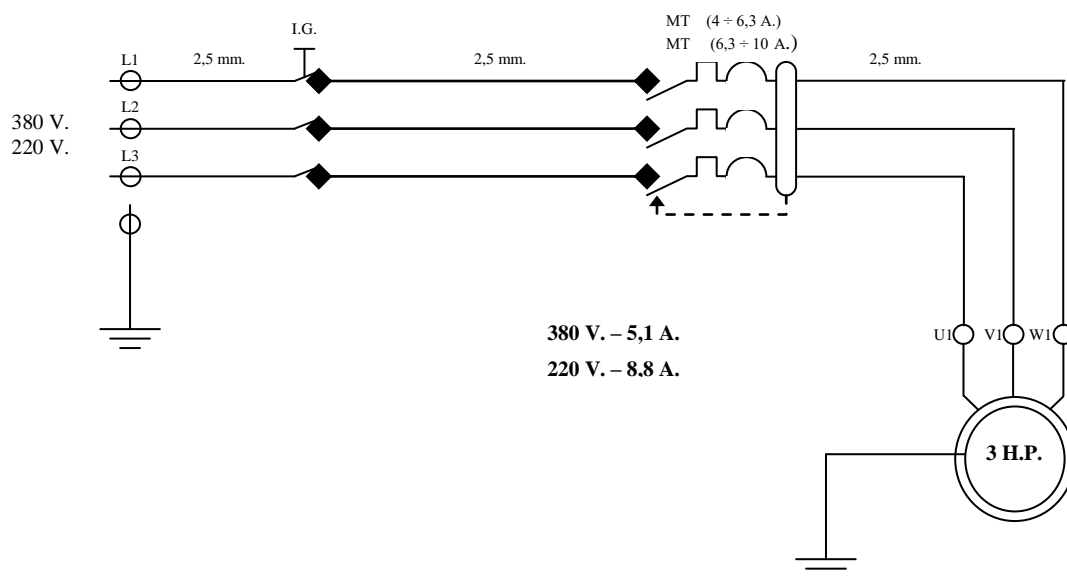 MT (4 ÷ 6,3 A.)
I.G.
MT (6,3 ÷ 10 A.)
L1
2,5 mm.
2,5 mm.
2,5 mm.
L2
380 V.
220 V.
L3
380 V. – 5,1 A.
U1
V1
W1
220 V. – 8,8 A.
3 H.P.